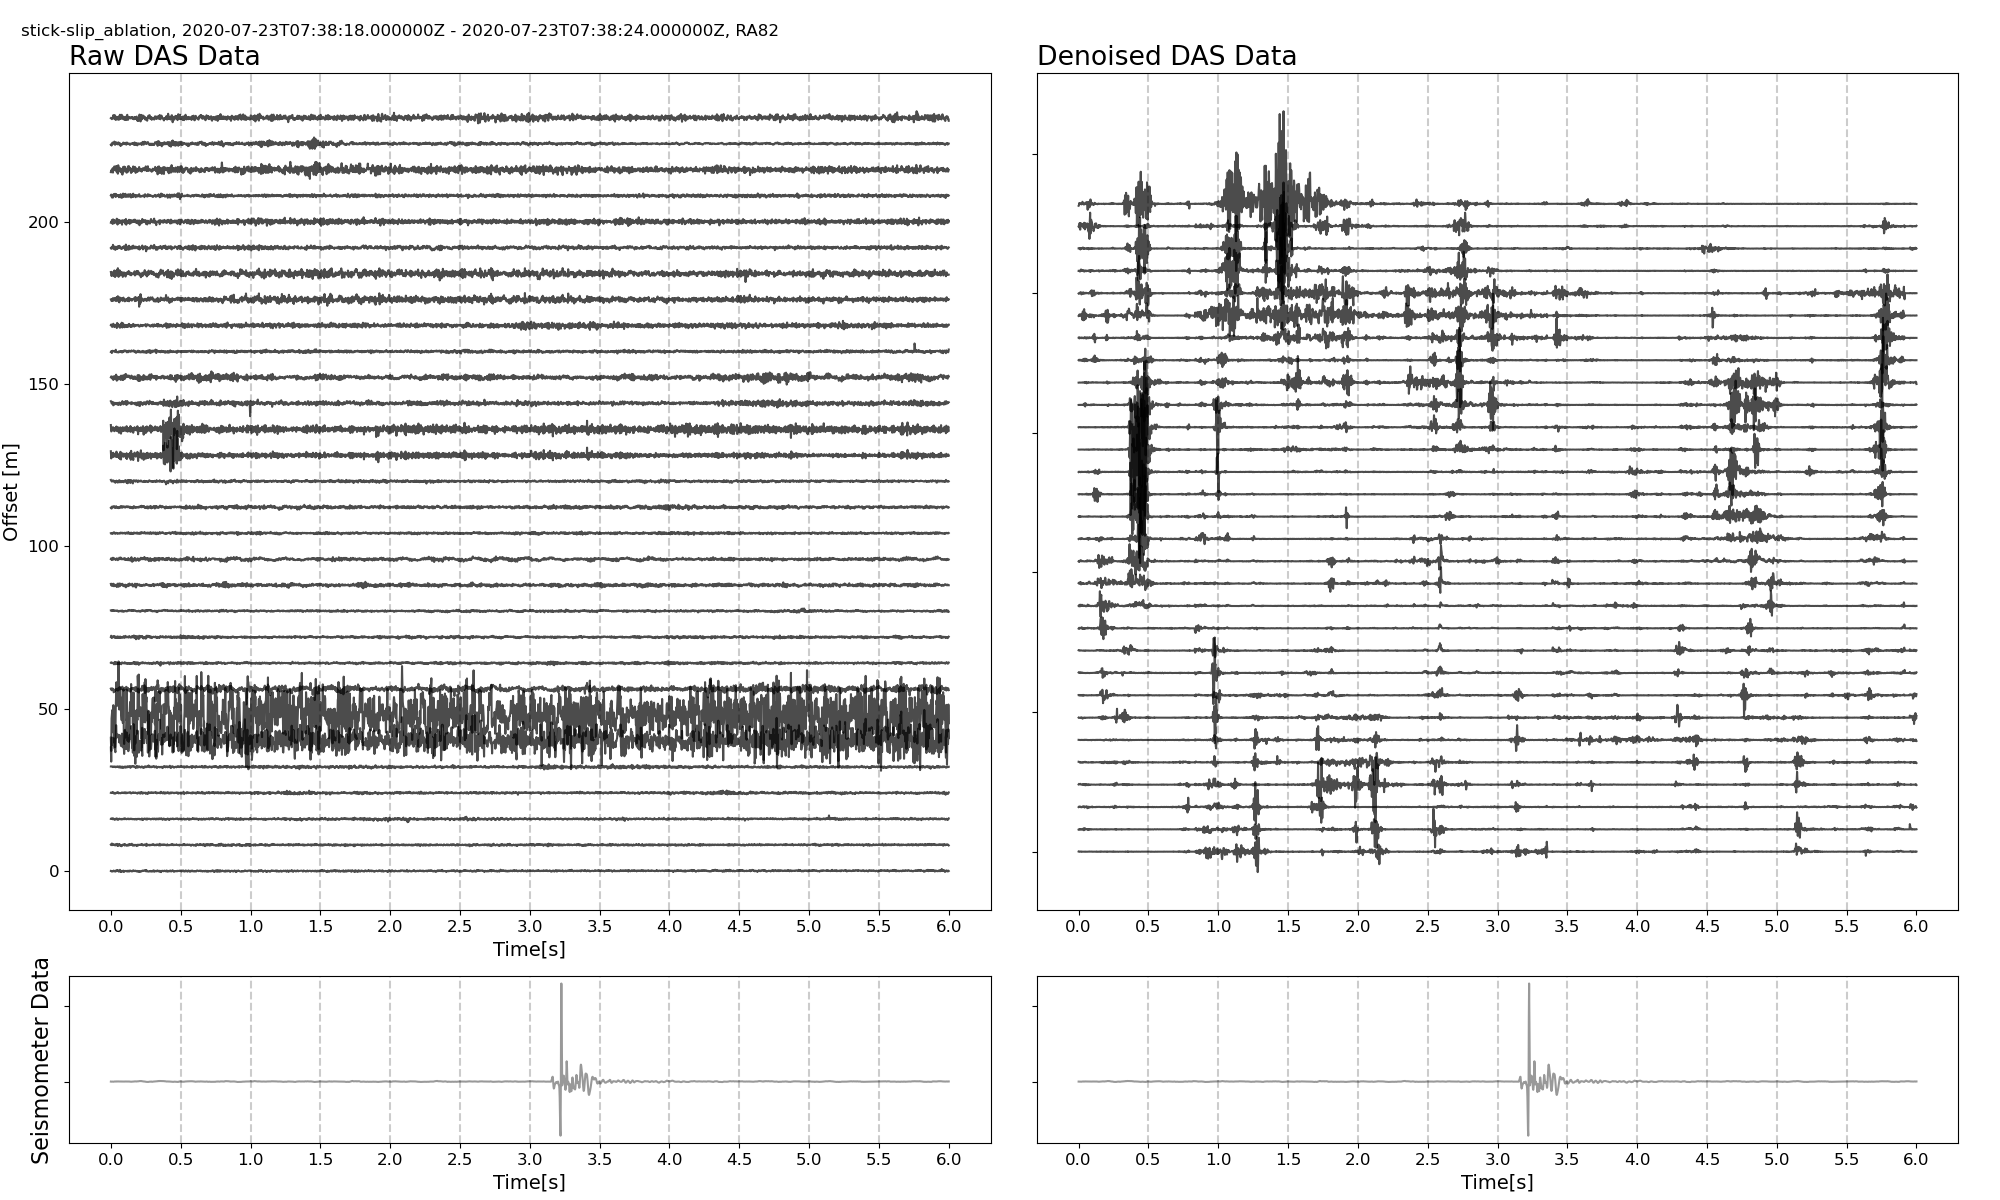 stick-slip_ablation, 2020-07-23T07:38:18.000000Z - 2020-07-23T07:38:24.000000Z, RA82
Raw DAS Data
Denoised DAS Data
Offset [m]
200
150
100
50
0
0.0 0.5 1.0 1.5 2.0 2.5 3.0 3.5 4.0 4.5 5.0 5.5 6.0
Time[s]
0.0 0.5 1.0 1.5 2.0 2.5 3.0 3.5 4.0 4.5 5.0 5.5 6.0
Seismometer Data
0.0 0.5 1.0 1.5 2.0 2.5 3.0 3.5 4.0 4.5 5.0 5.5 6.0
Time[s]
0.0 0.5 1.0 1.5 2.0 2.5 3.0 3.5 4.0 4.5 5.0 5.5 6.0
Time[s]